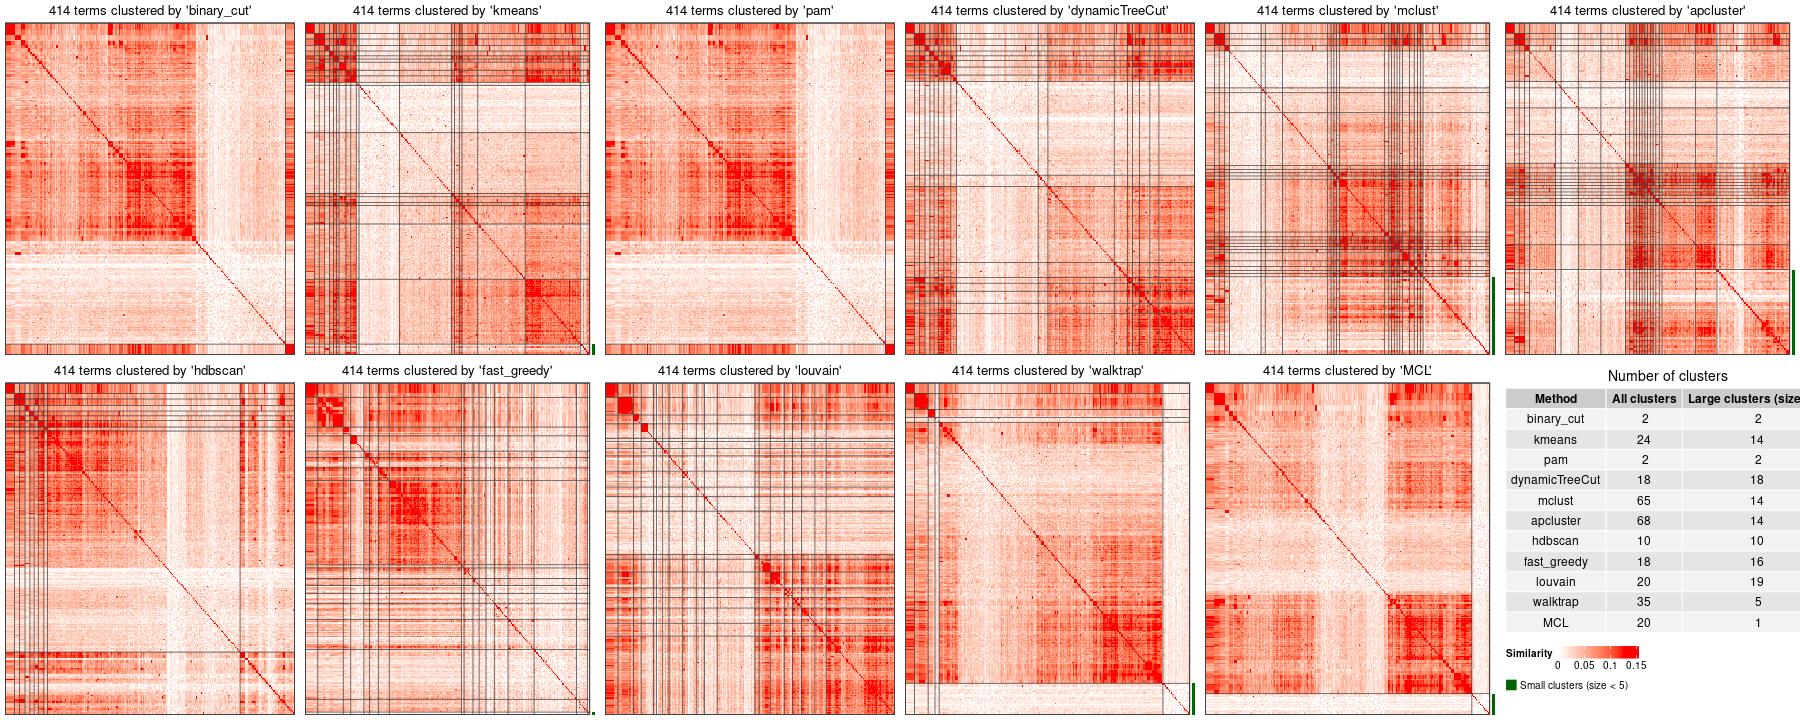 414 terms clustered by 'binary_cut'
414 terms clustered by 'kmeans'
414 terms clustered by 'pam'
414 terms clustered by 'dynamicTreeCut'
414 terms clustered by 'mclust'
414 terms clustered by 'apcluster'
414 terms clustered by 'hdbscan'
414 terms clustered by 'fast_greedy'
414 terms clustered by 'louvain'
414 terms clustered by 'walktrap'
414 terms clustered by 'MCL'
Number of clusters
Method All clusters Large clusters (size
binary_cut 2 2
kmeans 24 14
pam 2 2
dynamicTreeCut 18 18
mclust 65 14
apcluster 68 14
hdbscan 10 10
fast_greedy 18 16
louvain 20 19
walktrap 35 5
MCL 20 1
Similarity
0 0.05 0.1 0.15
Small clusters (size < 5)